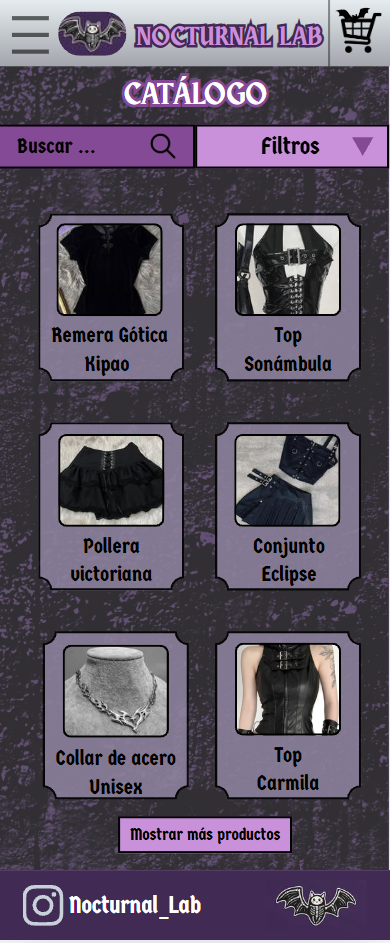 NOCTURNAL LAB
CATÁLOGO
Buscar ...
Filtros
Remera Gótica
Kipao
Top
Sonámbula
Pollera
victoriana
Conjunto
Eclipse
Collar de acero
Unisex
Top
Carmila
Mostrar más productos
Nocturnal_Lab